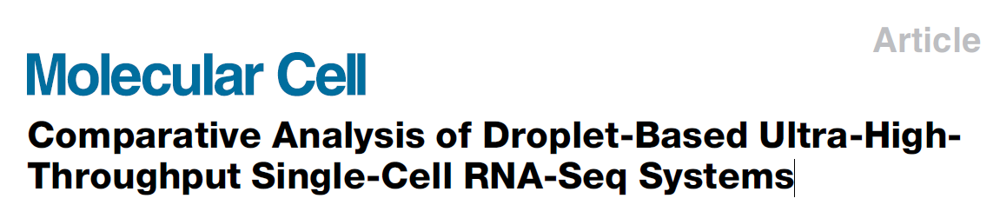 Article
Molecular Cell
Comparative Analysis of Droplet-Based Ultra-High-
Throughput Single-Cell RNA-Seq Systems